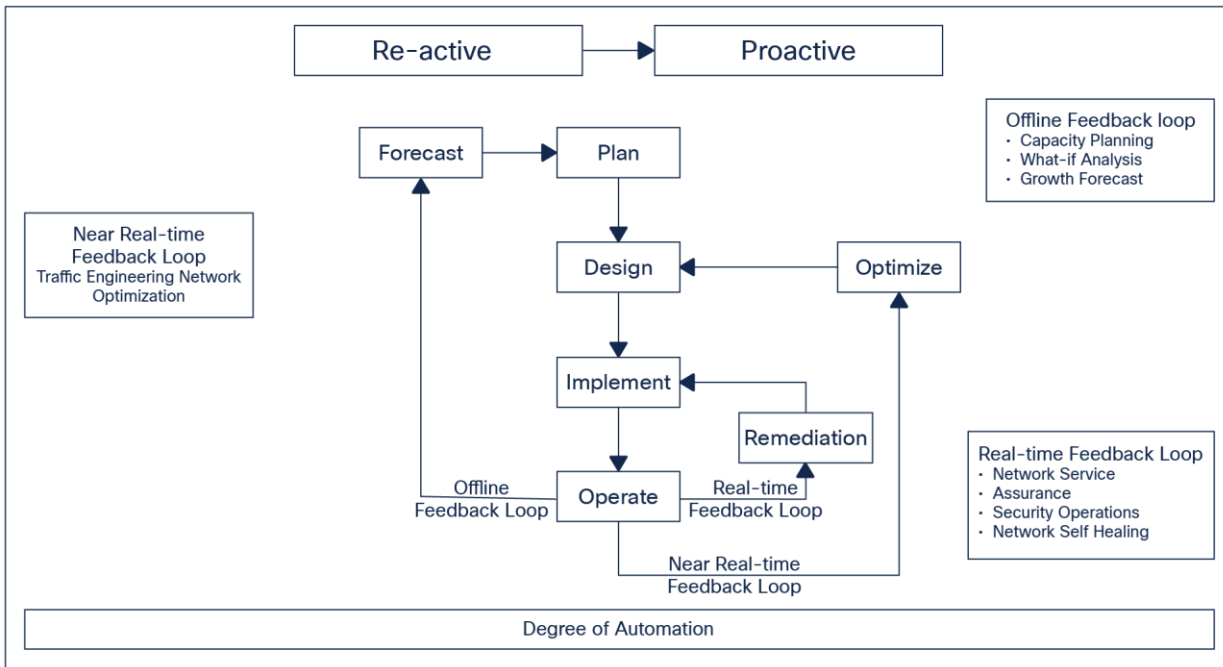 Re-active
Proactive
Offline Feedback loop
· Capacity Planning
· What-if Analysis
· Growth Forecast
Forecast
Plan
Near Real-time
Feedback Loop
Traffic Engineering Network
Optimization
Design
Optimize
Implement
Remediation
Real-time Feedback Loop
· Network Service
· Assurance
· Security Operations
· Network Self Healing
Offline
Feedback Loop
Operate
Real-time
Feedback Loop
Near Real-time
Feedback Loop
Degree of Automation